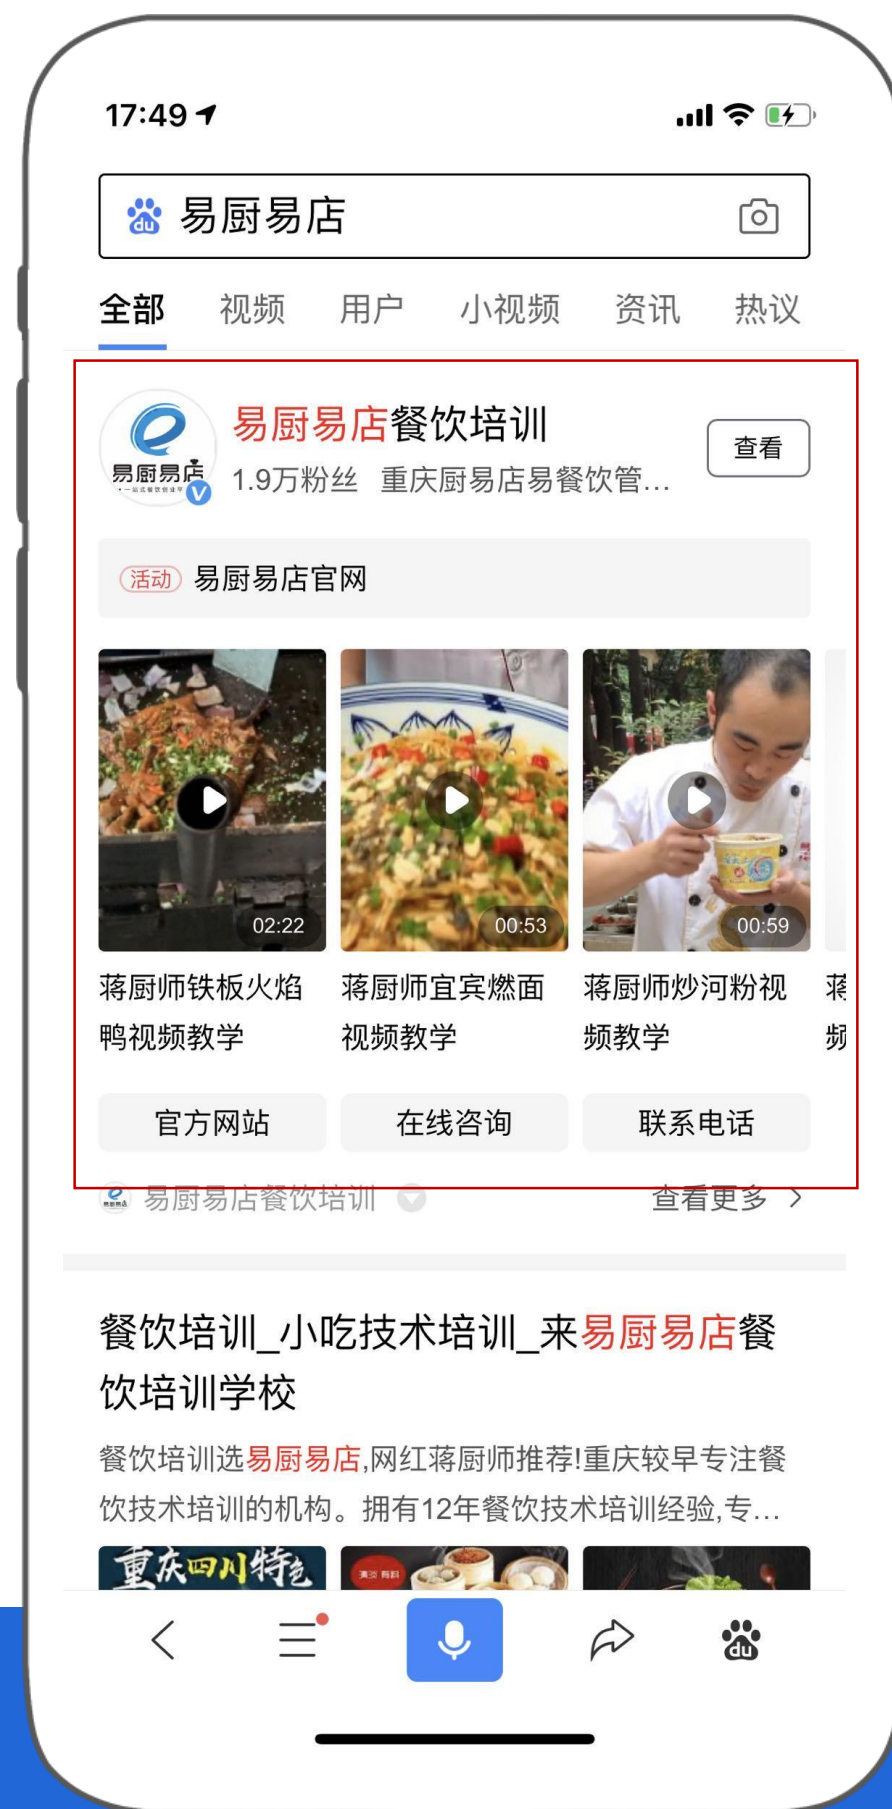 17:49
du 易厨易店
全部 视频 用户 小视频 资讯 热议
易厨易店餐饮培训
查看
1.9万粉丝 重庆厨易店易餐饮管...
易厨易店
活动 易厨易店官网
02:22 00:53 00:59
蒋厨师铁板火焰 蒋厨师宜宾燃面 蒋厨师炒河粉视
鸭视频教学 视频教学 频教学 频
官方网站 在线咨询 联系电话
易厨易店餐饮培训 查看更多
餐饮培训_小吃技术培训_来易厨易店餐
饮培训学校
餐饮培训选易厨易店,网红蒋厨师推荐!重庆较早专注餐
饮技术培训的机构。拥有12年餐饮技术培训经验,专...
重庆四川特色
du